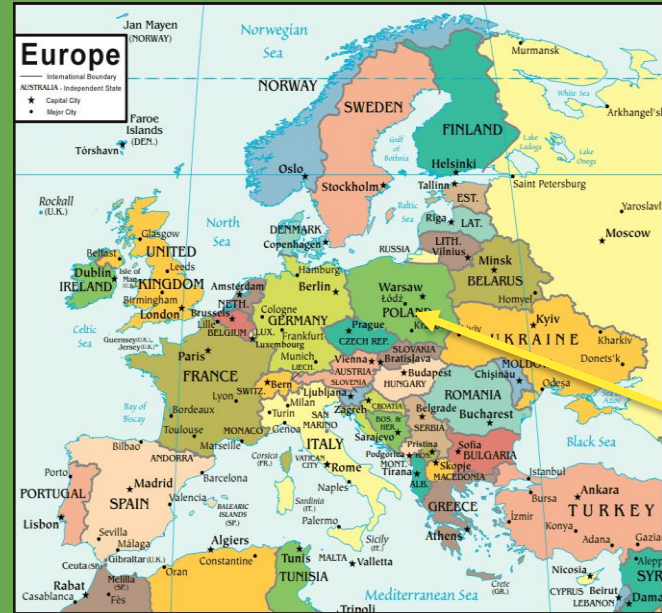 Europe
International Boundary
AUSTRALIA - Independent State
Capital City
Major City
Jan Mayen
(NORWAY)
Norwegian
Sea
Murmansk
White Sea
Arkhangel'sk
Faroe
Islands
(DEN.)
Tórshavn
NORWAY
SWEDEN
FINLAND
Gulf
of
Bothnia
Lake
Ladoga
Lake
Onega
Helsinki
Oslo
Stockholm
Tallinn
Saint Petersburg
EST.
Rockall
(U.K.)
North
Sea
Baltic
Sea
Riga
LAT.
Yaroslavl
Moscow
DENMARK
Copenhagen
LITH.
Vilnius
RUSSIA
Glasgow
UNITED
KINGDOM
Belfast
Leeds
Dublin
IRELAND
Isle of
Man
(U.K.)
Birmingham
London
Hamburg
Berlin
Amsterdam
NETH.
Minsk
BELARUS
Homyel
Warsaw
Łódź
POLAND
Celtic
Sea
Brussels
Lille
BELGIUM
LUX.
Luxembourg
Cologne
GERMANY
Frankfurt
Prague
CZECH REP.
Kyiv
Kharkiv
UKRAINE
Donets'k
Guernsey (U.K.)
Jersey (U.K.)
Paris
Munich
LIECH.
Vienna
AUSTRIA
SLOVAKIA
Bratislava
Budapest
HUNGARY
MOLDOVA
Chișinău
Odesa
FRANCE
SWITZ.
Bern
Lyon
SLOVENIA
Ljubljana
Zagreb
CROATIA
ROMANIA
Bucharest
Sea
Azov
Bay of
Biscay
Bordeaux
Toulouse
Milan
Turin
Genoa
SAN
MARINO
BOS. &
HER.
Sarajevo
Belgrade
SERBIA
Black Sea
Bilbao
ANDORRA
Marseille
MONACO
ITALY
Corsica
(FR.)
VATICAN
CITY
Rome
Podgorica
MONT.
Pristina
KOS.
Sofia
BULGARIA
Skopje
MACEDONIA
Tirana
ALB.
Istanbul
Porto
PORTUGAL
Lisbon
Madrid
SPAIN
Barcelona
Valencia
BALEARIC
ISLANDS
(SP.)
Sardinia
(IT.)
Naples
Palermo
Sicily
(IT.)
GREECE
Athens
Bursa
Ankara
TURKEY
İzmir
Konya
Adana
Gazian
Sevilla
Málaga
Gibraltar (U.K.)
Ceuta (SP.)
Melilla
(SP.)
Algiers
Constantine
Oran
Tunis
TUNISIA
MALTA
Valletta
Nicosia
CYPRUS
Aleppo
SYR
Beirut
LEBANON
Dama
Rabat
Casablanca
Fès
Tripoli
Mediterranean Sea
Crete
(GR.)